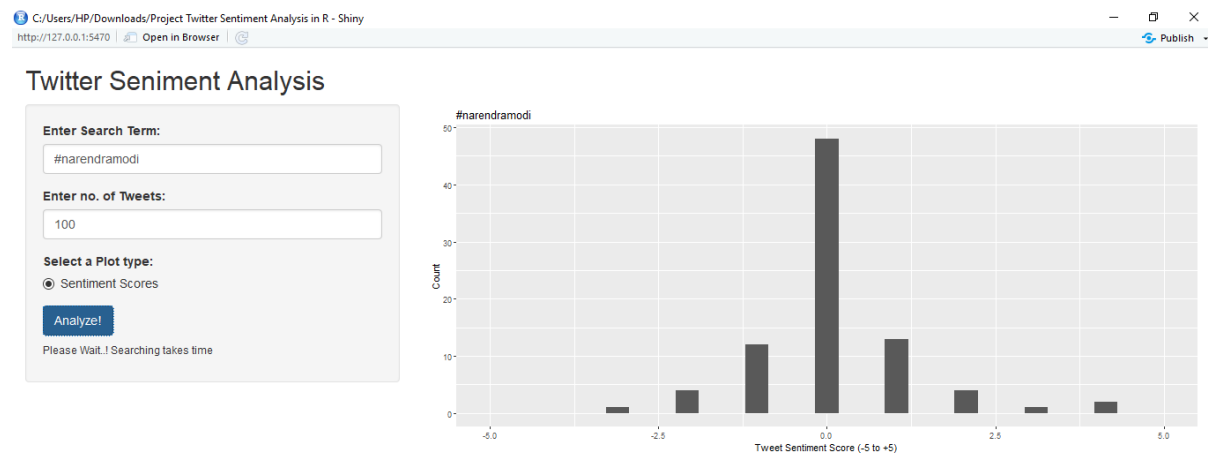 C:/Users/HP/Downloads/Project Twitter Sentiment Analysis in R - Shiny
http://127.0.0.1:5470 Open in Browser Publish
Twitter Seniment Analysis
Enter Search Term:
#narendramodi
Enter no. of Tweets:
100
Select a Plot type:
Sentiment Scores
Analyze!
Please Wait..! Searching takes time
#narendramodi
50
40
30
20
10
0
Count
-5.0 -2.5 0.0 2.5 5.0
Tweet Sentiment Score (-5 to +5)